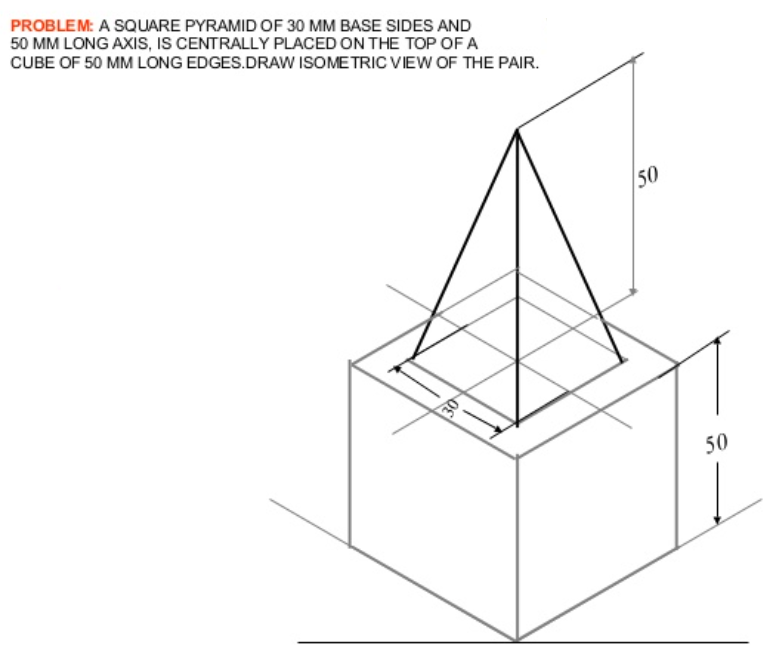 PROBLEM: A SQUARE PYRAMID OF 30 MM BASE SIDES AND
50 MM LONG AXIS, IS CENTRALLY PLACED ON THE TOP OF A
CUBE OF 50 MM LONG EDGES.DRAW ISOMETRIC VIEW OF THE PAIR.
50
30
50